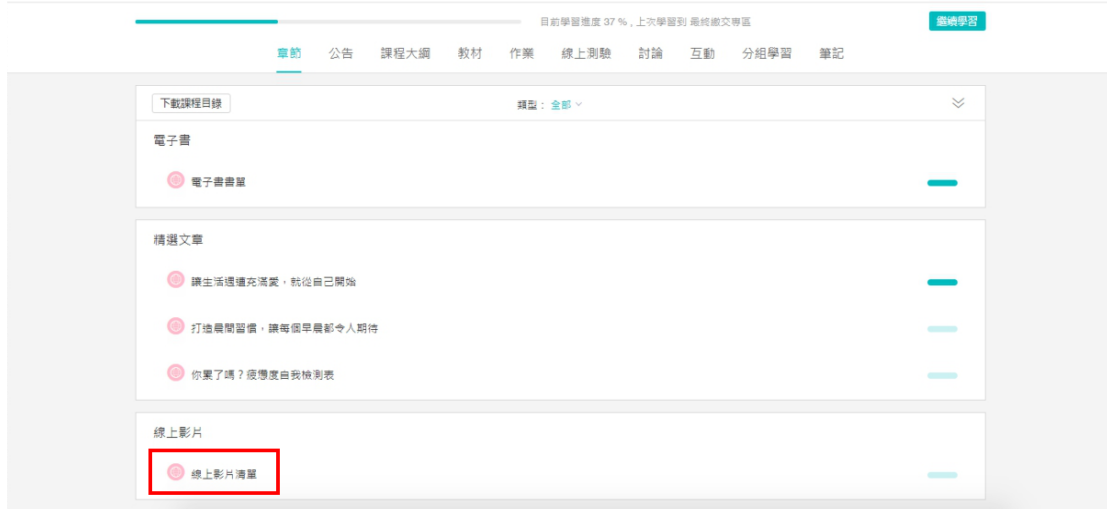 目前學習進度 37 % , 上次學習到 最終繳交專區
繼續學習
章節 公告 課程大綱 教材 作業 線上測驗 討論 互動 分組學習 筆記
下載課程目錄 類型： 全部
電子書
電子書書單
精選文章
讓生活週遭充滿愛，就從自己開始
打造晨間習慣，讓每個早晨都令人期待
你累了嗎？疲憊度自我檢測表
線上影片
線上影片清單